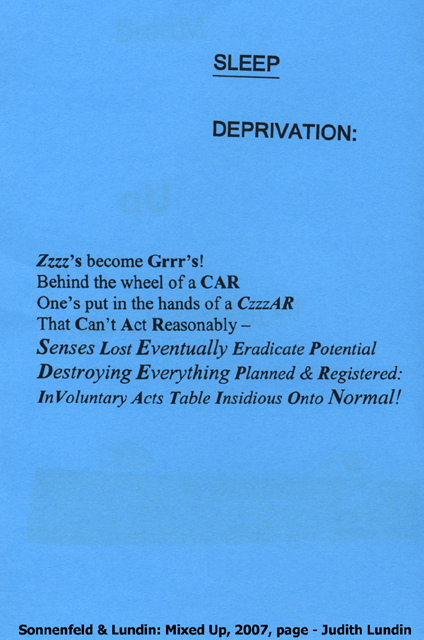 SLEEP
DEPRIVATION:
Zzzz's become Grrr's!
Behind the wheel of a CAR
One's put in the hands of a CzzzAR
That Can't Act Reasonably –
Senses Lost Eventually Eradicate Potential
Destroying Everything Planned & Registered:
InVoluntary Acts Table Insidious Onto Normal!
Sonnenfeld & Lundin: Mixed Up, 2007, page - Judith Lundin